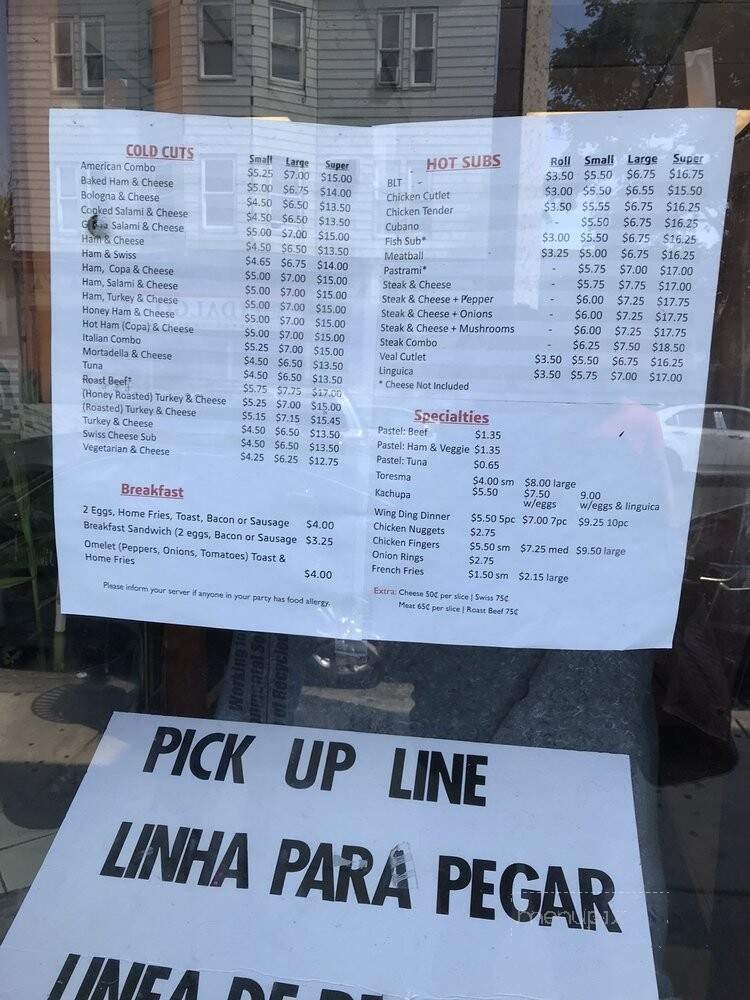 COLD CUTS Small Large Super
American Combo $5.25 $7.00 $15.00
Baked Ham & Cheese $5.00 $6.75 $14.00
Bologna & Cheese $4.50 $6.50 $13.50
Cooked Salami & Cheese $4.50 $6.50 $13.50
Salami & Cheese $5.00 $7.00 $15.00
Ham & Cheese $4.50 $6.50 $13.50
Ham & Swiss $4.65 $6.75 $14.00
Ham, Copa & Cheese $5.00 $7.00 $15.00
Ham, Salami & Cheese $5.00 $7.00 $15.00
Ham, Turkey & Cheese $5.00 $7.00 $15.00
Honey Ham & Cheese $5.00 $7.00 $15.00
Hot Ham (Copa) & Cheese $5.00 $7.00 $15.00
Italian Combo $5.25 $7.00 $15.00
Mortadella & Cheese $4.50 $6.50 $13.50
Tuna $4.50 $6.50 $13.50
Roast Beef* $5.75 $7.75 $17.00
(Honey Roasted) Turkey & Cheese $5.25 $7.00 $15.00
(Roasted) Turkey & Cheese $5.15 $7.15 $15.45
Turkey & Cheese $4.50 $6.50 $13.50
Swiss Cheese Sub $4.50 $6.50 $13.50
Vegetarian & Cheese $4.25 $6.25 $12.75
Breakfast
2 Eggs, Home Fries, Toast, Bacon or Sausage $4.00
Breakfast Sandwich (2 eggs, Bacon or Sausage $3.25
Omelet (Peppers, Onions, Tomatoes) Toast &
Home Fries $4.00
Please inform your server if anyone in your party has food allergy.
HOT SUBS Roll Small Large Super
BLT $3.50 $5.50 $6.75 $16.75
Chicken Cutlet $3.00 $5.50 $6.55 $15.50
Chicken Tender $3.50 $5.55 $6.75 $16.25
Cubano - $5.50 $6.75 $16.25
Fish Sub* $3.00 $5.50 $6.75 $16.25
Meatball $3.25 $5.00 $6.75 $16.25
Pastrami* - $5.75 $7.00 $17.00
Steak & Cheese - $5.75 $7.75 $17.00
Steak & Cheese + Pepper - $6.00 $7.25 $17.75
Steak & Cheese + Onions - $6.00 $7.25 $17.75
Steak & Cheese + Mushrooms - $6.00 $7.25 $17.75
Steak Combo - $6.25 $7.50 $18.50
Veal Cutlet $3.50 $5.50 $6.75 $16.25
Linguica $3.50 $5.75 $7.00 $17.00
* Cheese Not Included
Specialties
Pastel: Beef $1.35
Pastel: Ham & Veggie $1.35
Pastel: Tuna $0.65
Toresma $4.00 sm $8.00 large
Kachupa $5.50 $7.50 9.00
w/eggs w/eggs & linguica
Wing Ding Dinner $5.50 5pc $7.00 7pc $9.25 10pc
Chicken Nuggets $2.75
Chicken Fingers $5.50 sm $7.25 med $9.50 large
Onion Rings $2.75
French Fries $1.50 sm $2.15 large
Extra: Cheese 50¢ per slice | Swiss 75¢
Meat 65¢ per slice | Roast Beef 75¢
PICK UP LINE
LINHA PARA PEGAR
LINEA DE
menupix